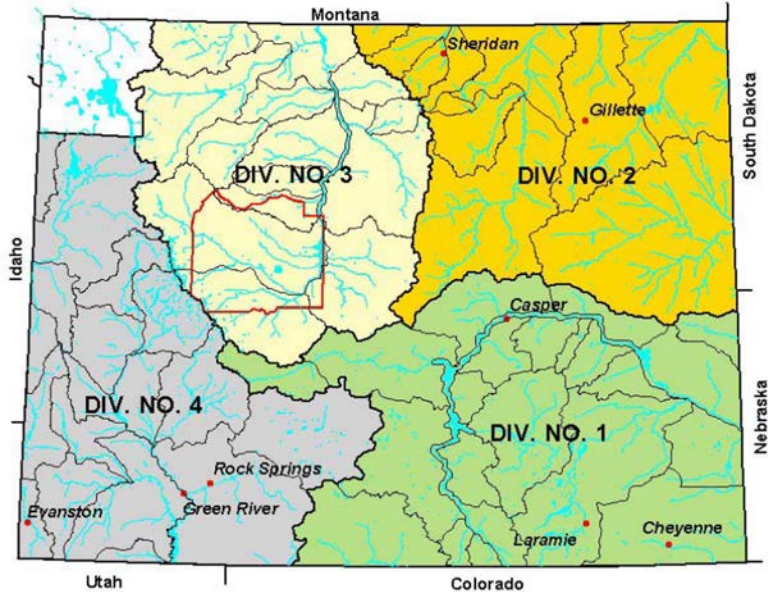 Montana
Sheridan
Gillette
South Dakota
DIV. NO. 3
DIV. NO. 2
Idaho
Casper
DIV. NO. 4
DIV. NO. 1
Nebraska
Rock Springs
Green River
Evanston
Laramie
Cheyenne
Utah
Colorado